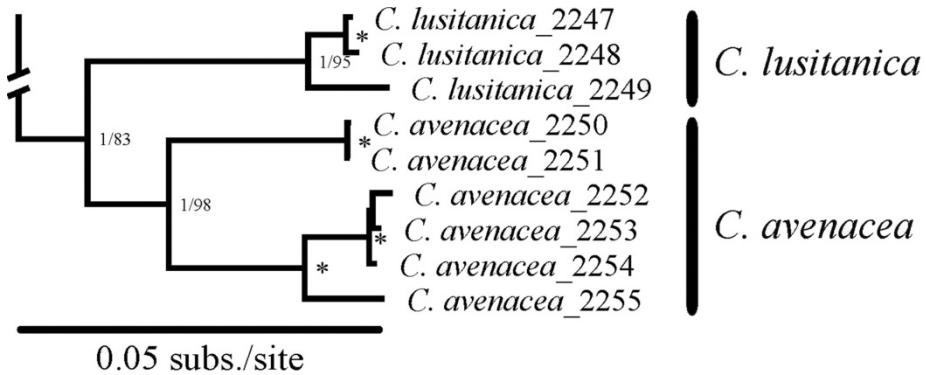 C. lusitanica_2247
*
C. lusitanica_2248
1/95
C. lusitanica_2249
C. lusitanica
1/83
C. avenacea_2250
*
C. avenacea_2251
C. avenacea_2252
1/98
C. avenacea_2253
*
C. avenacea
C. avenacea_2254
*
C. avenacea_2255
0.05 subs./site